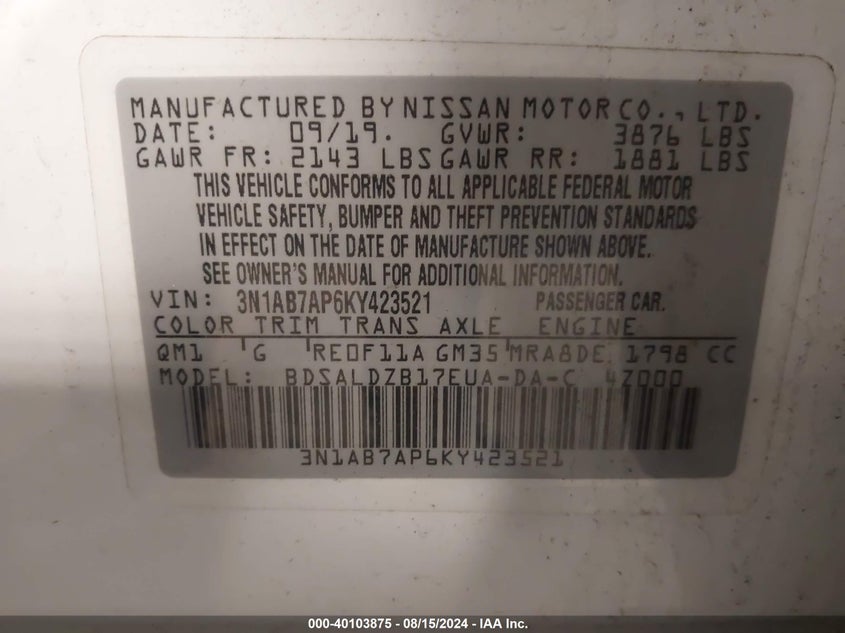 MANUFACTURED BY NISSAN MOTOR CO., LTD.
DATE: 09/19. GVWR: 3876 LBS
GAWR FR: 2143 LBS GAWR RR: 1881 LBS
THIS VEHICLE CONFORMS TO ALL APPLICABLE FEDERAL MOTOR
VEHICLE SAFETY, BUMPER AND THEFT PREVENTION STANDARDS
IN EFFECT ON THE DATE OF MANUFACTURE SHOWN ABOVE.
SEE OWNER'S MANUAL FOR ADDITIONAL INFORMATION.
VIN: 3N1AB7AP6KY423521 PASSENGER CAR.
COLOR TRIM TRANS AXLE ENGINE
QM1 G RE0F11A GM35 MRA8DE 1798 CC
MODEL: BDSALDZB17EUA-DA-C 4Z000
3N1AB7AP6KY423521
000-40103875 - 08/15/2024 - IAA Inc.